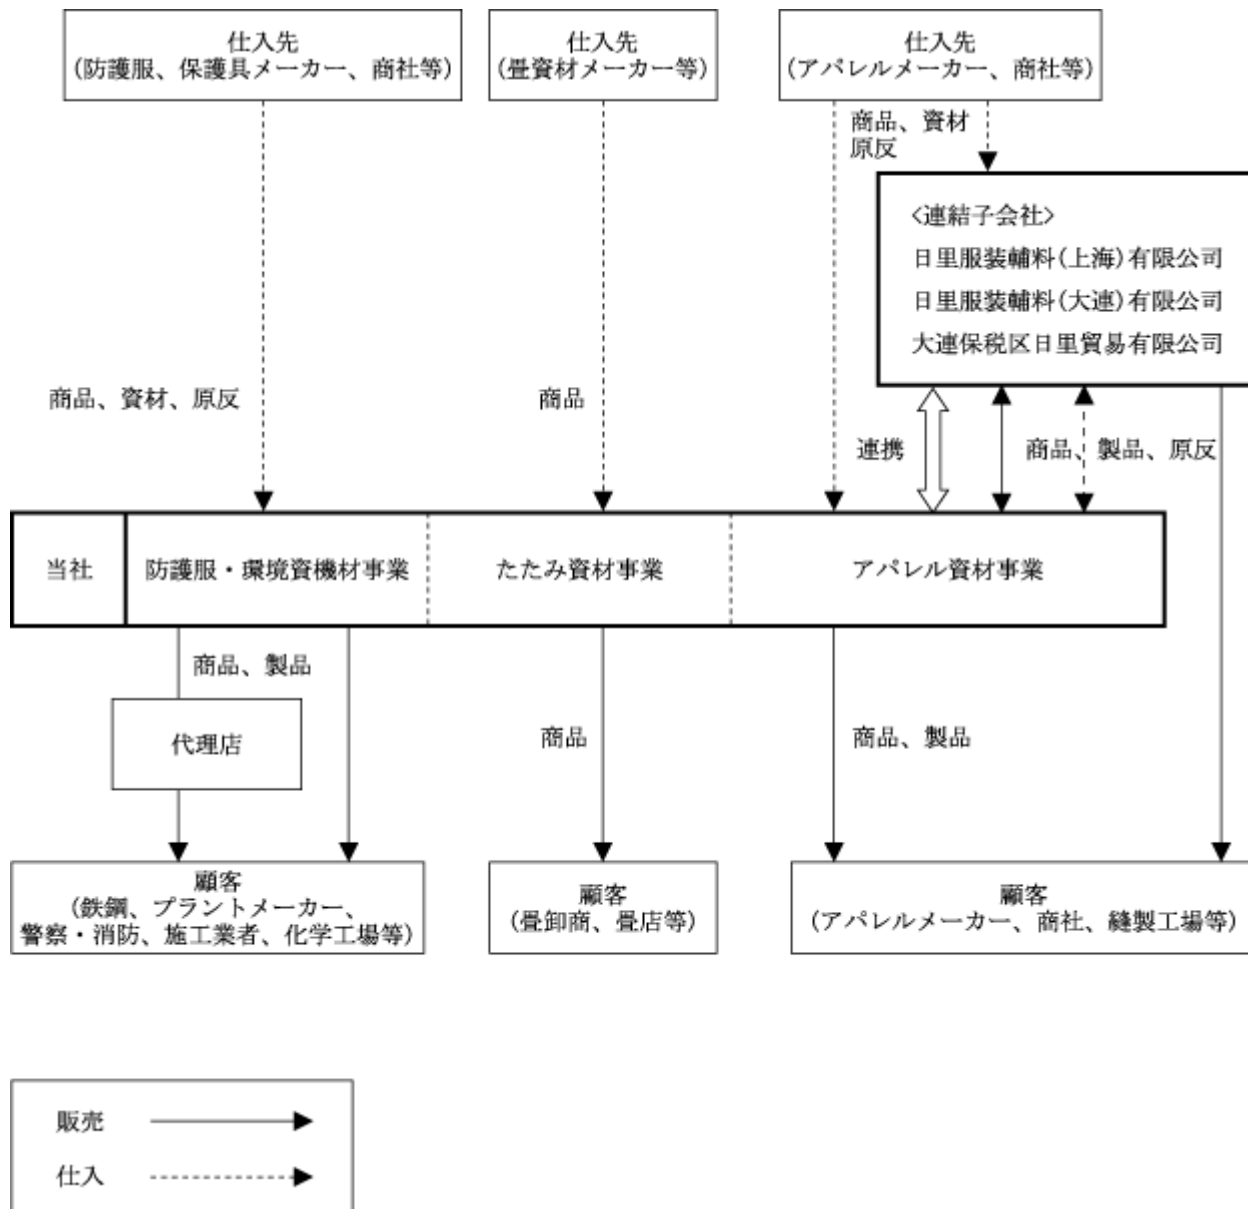 仕入先
(防護服、保護具メーカー、商社等)
仕入先
(畳資材メーカー等)
仕入先
(アパレルメーカー、商社等)
商品、資材
原反
<連結子会社>
日里服装輔料(上海)有限公司
日里服装輔料(大連)有限公司
大連保税区日里貿易有限公司
商品、資材、原反
商品
連携
商品、製品、原反
当社
防護服・環境資機材事業
たたみ資材事業
アパレル資材事業
商品、製品
代理店
商品
商品、製品
顧客
(鉄鋼、プラントメーカー、
警察・消防、施工業者、化学工場等)
顧客
(畳卸商、畳店等)
顧客
(アパレルメーカー、商社、縫製工場等)
販売
仕入